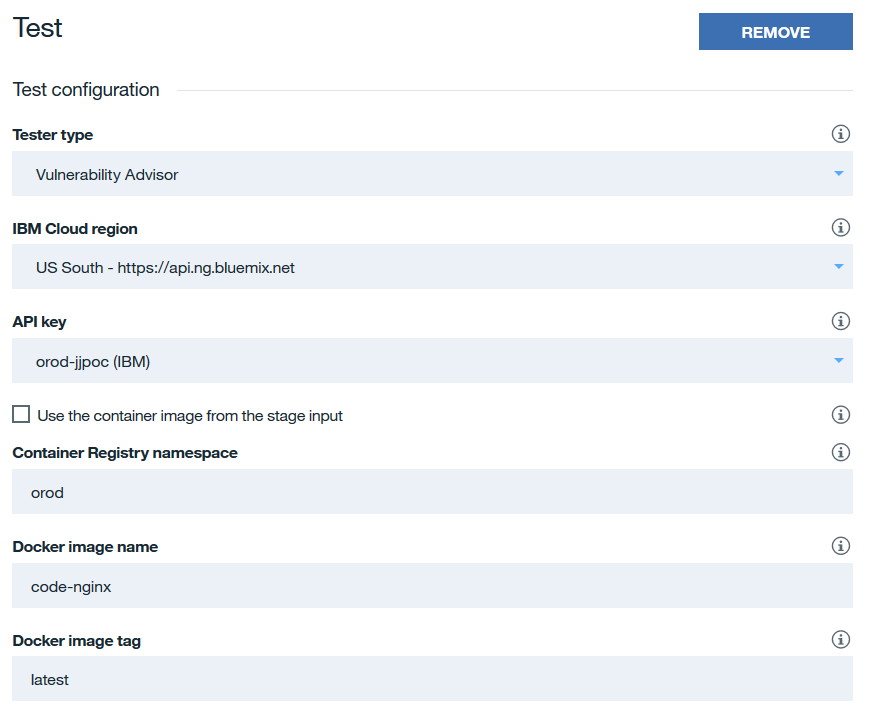 Test
REMOVE
Test configuration
Tester type
Vulnerability Advisor
IBM Cloud region
US South - https://api.ng.bluemix.net
API key
orod-jjpoc (IBM)
Use the container image from the stage input
Container Registry namespace
orod
Docker image name
code-nginx
Docker image tag
latest